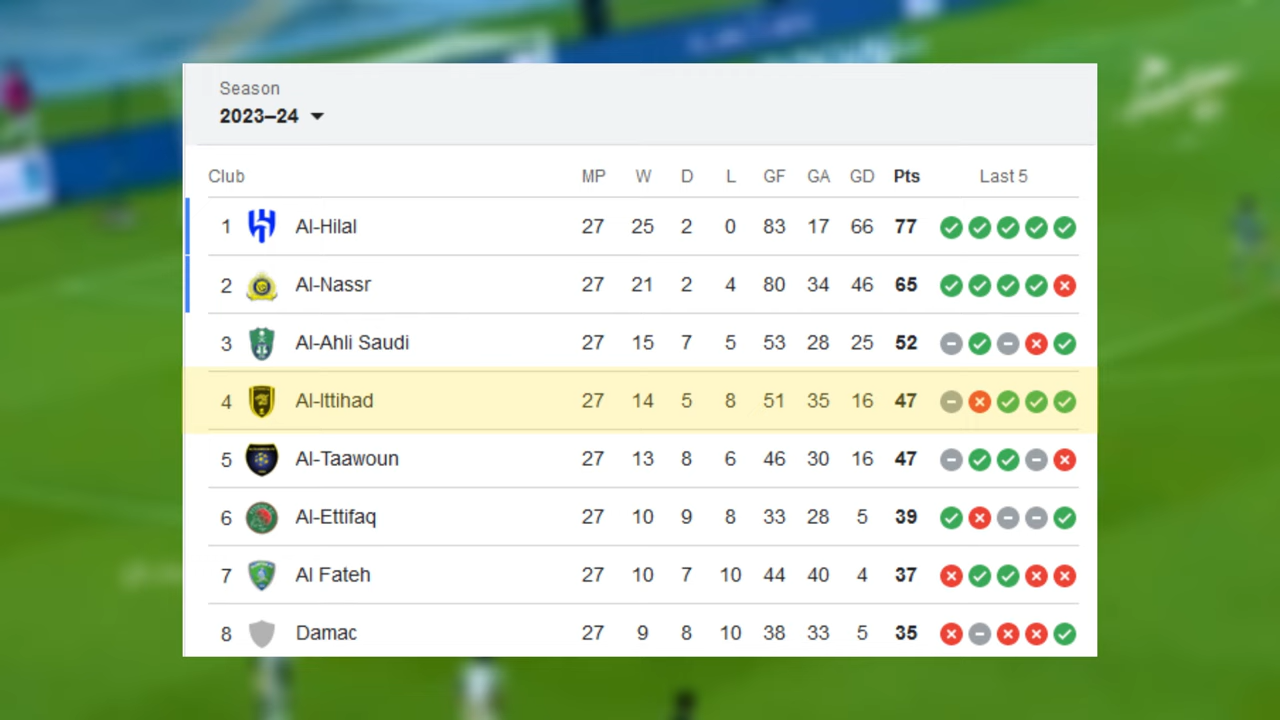 Season
2023–24
Club MP W D L GF GA GD Pts Last 5
1 Al-Hilal 27 25 2 0 83 17 66 77
2 Al-Nassr 27 21 2 4 80 34 46 65
3 Al-Ahli Saudi 27 15 7 5 53 28 25 52
4 Al-Ittihad 27 14 5 8 51 35 16 47
5 Al-Taawoun 27 13 8 6 46 30 16 47
6 Al-Ettifaq 27 10 9 8 33 28 5 39
7 Al Fateh 27 10 7 10 44 40 4 37
8 Damac 27 9 8 10 38 33 5 35